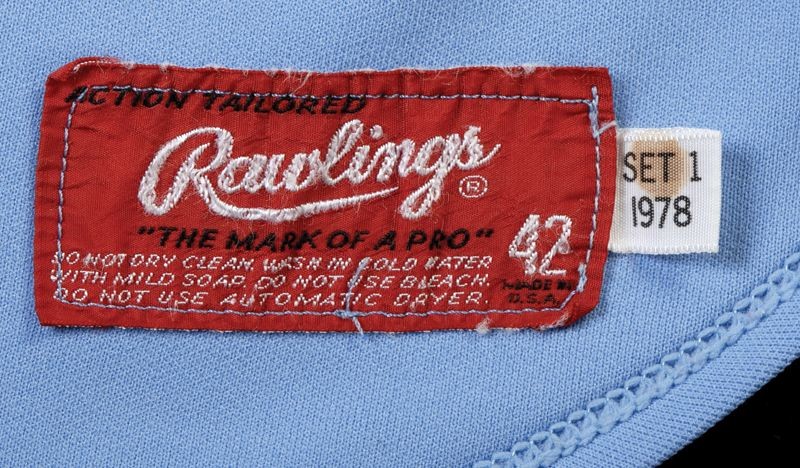 ACTION TAILORED
Rawlings ®
"THE MARK OF A PRO"
42
DO NOT DRY CLEAN, WASH IN COLD WATER
WITH MILD SOAP, DO NOT USE BLEACH.
DO NOT USE AUTOMATIC DRYER.
MADE IN
U.S.A.
SET 1
1978